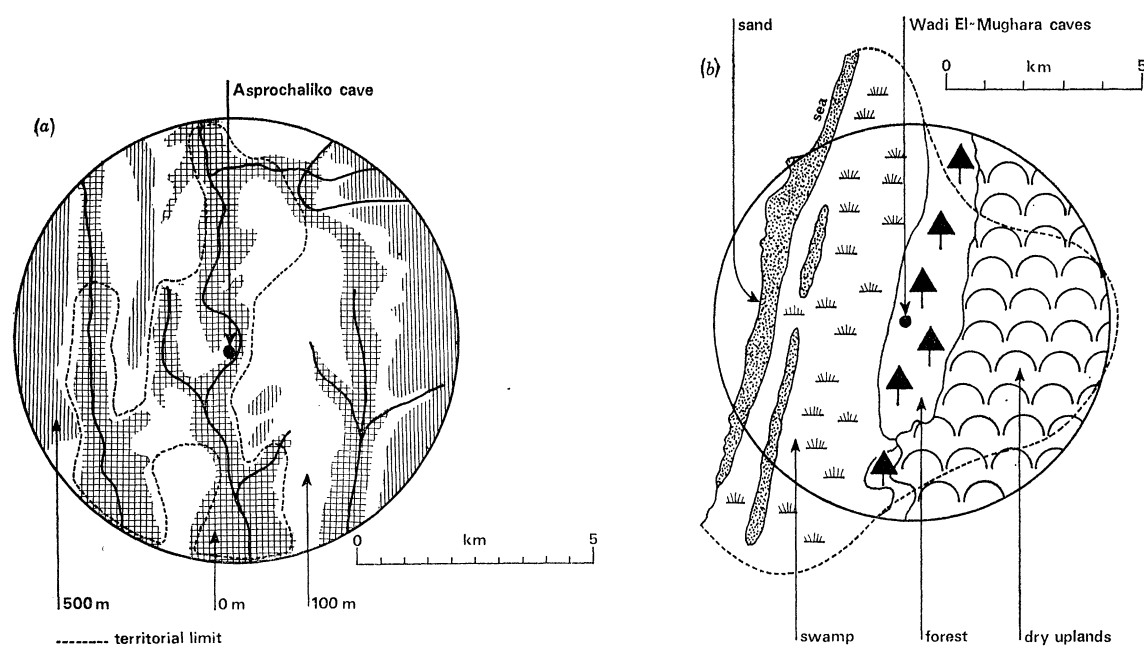 (a)
Asprochaliko cave
0 km 5
500 m
0 m
100 m
territorial limit
(b)
sand
Wadi El-Mughara caves
0 km 5
sea
swamp
forest
dry uplands